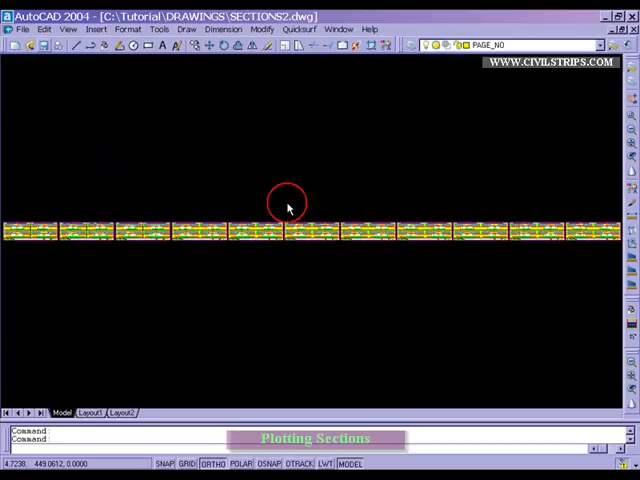 AutoCAD 2004 - [C:\Tutorial\DRAWINGS\SECTIONS2.dwg]
File Edit View Insert Format Tools Draw Dimension Modify Quicksurf Window Help
PAGE_NO
WWW.CIVILSTRIPS.COM
Model Layout1 Layout2
Command:
Command:
Plotting Sections
4.7238, 449.0612, 0.0000 SNAP GRID ORTHO POLAR OSNAP OTRACK LWT MODEL